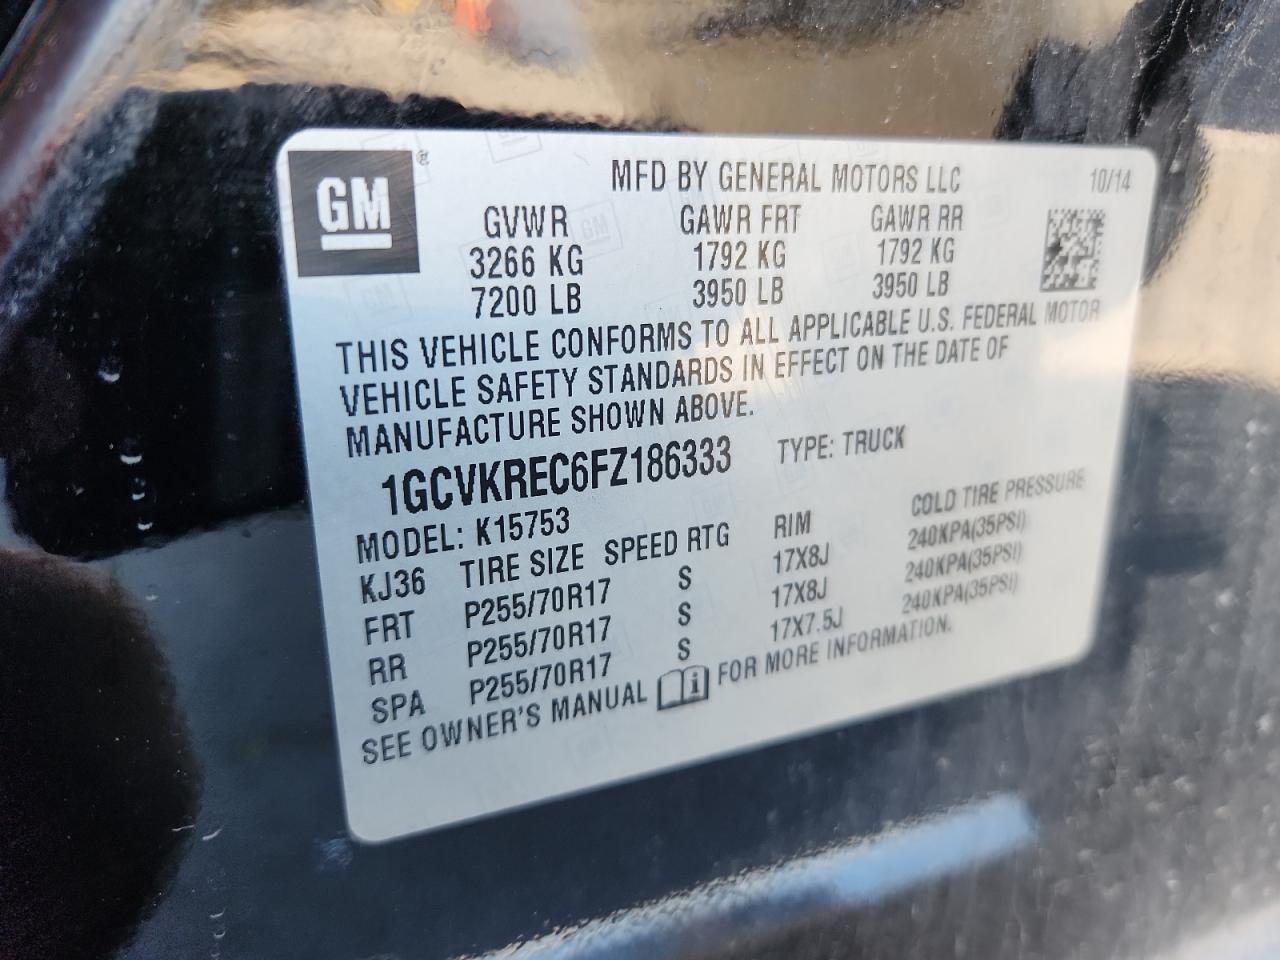 GM
®
MFD BY GENERAL MOTORS LLC 10/14
GVWR GAWR FRT GAWR RR
3266 KG 1792 KG 1792 KG
7200 LB 3950 LB 3950 LB
THIS VEHICLE CONFORMS TO ALL APPLICABLE U.S. FEDERAL MOTOR
VEHICLE SAFETY STANDARDS IN EFFECT ON THE DATE OF
MANUFACTURE SHOWN ABOVE.
1GCVKREC6FZ186333 TYPE: TRUCK
MODEL: K15753
KJ36 TIRE SIZE SPEED RTG RIM COLD TIRE PRESSURE
FRT P255/70R17 S 17X8J 240KPA(35PSI)
RR P255/70R17 S 17X8J 240KPA(35PSI)
SPA P255/70R17 S 17X7.5J 240KPA(35PSI)
SEE OWNER'S MANUAL i FOR MORE INFORMATION.